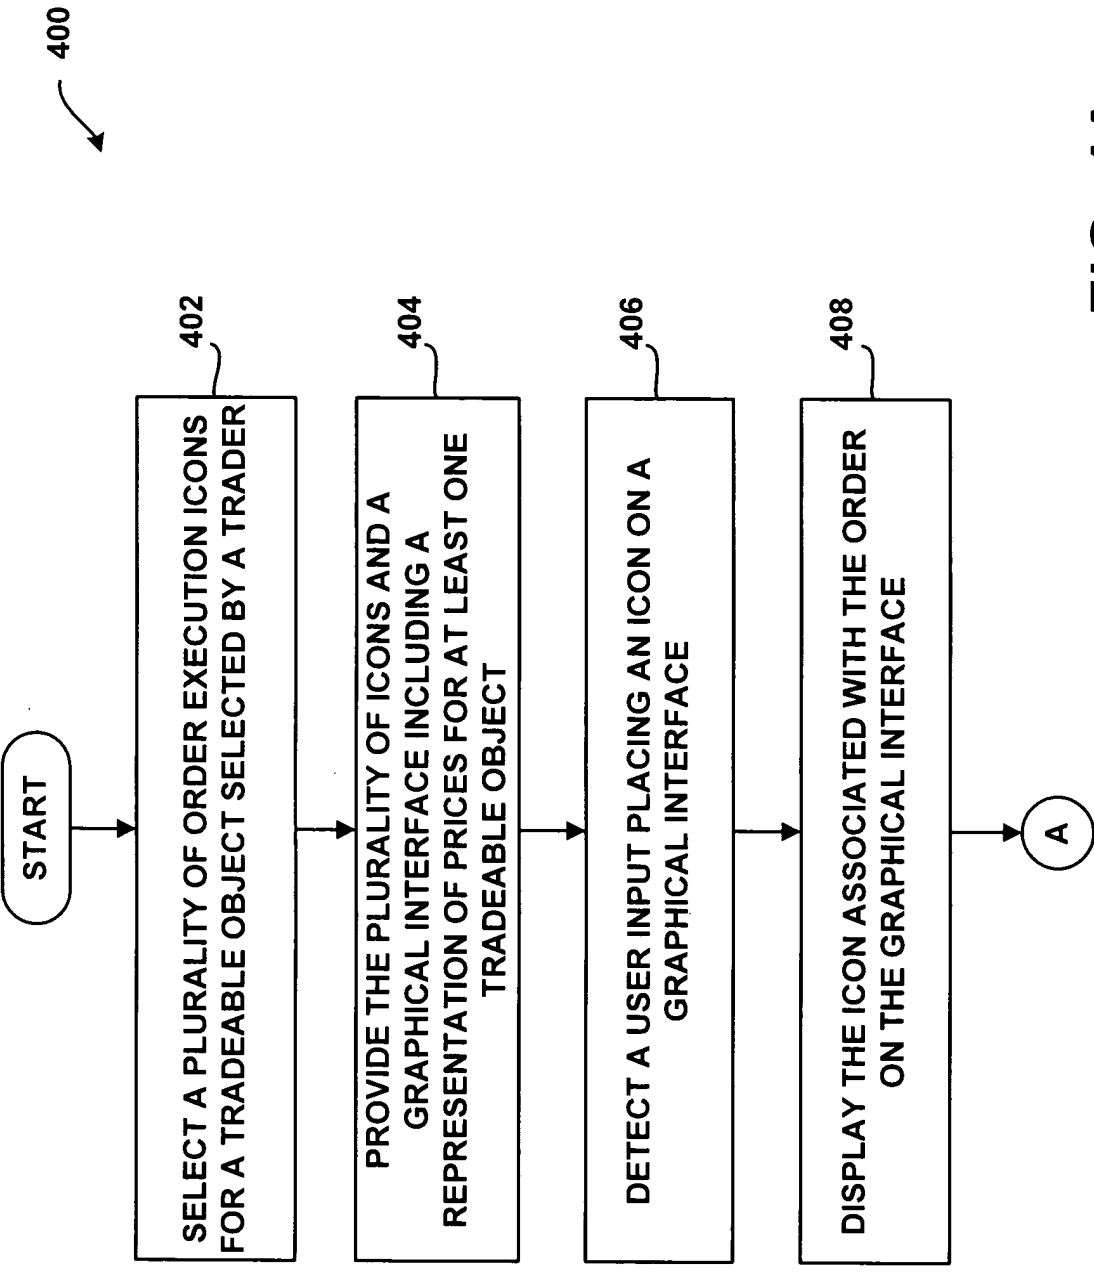 400
START
SELECT A PLURALITY OF ORDER EXECUTION ICONS
FOR A TRADEABLE OBJECT SELECTED BY A TRADER
402
PROVIDE THE PLURALITY OF ICONS AND A
GRAPHICAL INTERFACE INCLUDING A
REPRESENTATION OF PRICES FOR AT LEAST ONE
TRADEABLE OBJECT
404
DETECT A USER INPUT PLACING AN ICON ON A
GRAPHICAL INTERFACE
406
DISPLAY THE ICON ASSOCIATED WITH THE ORDER
ON THE GRAPHICAL INTERFACE
408
A